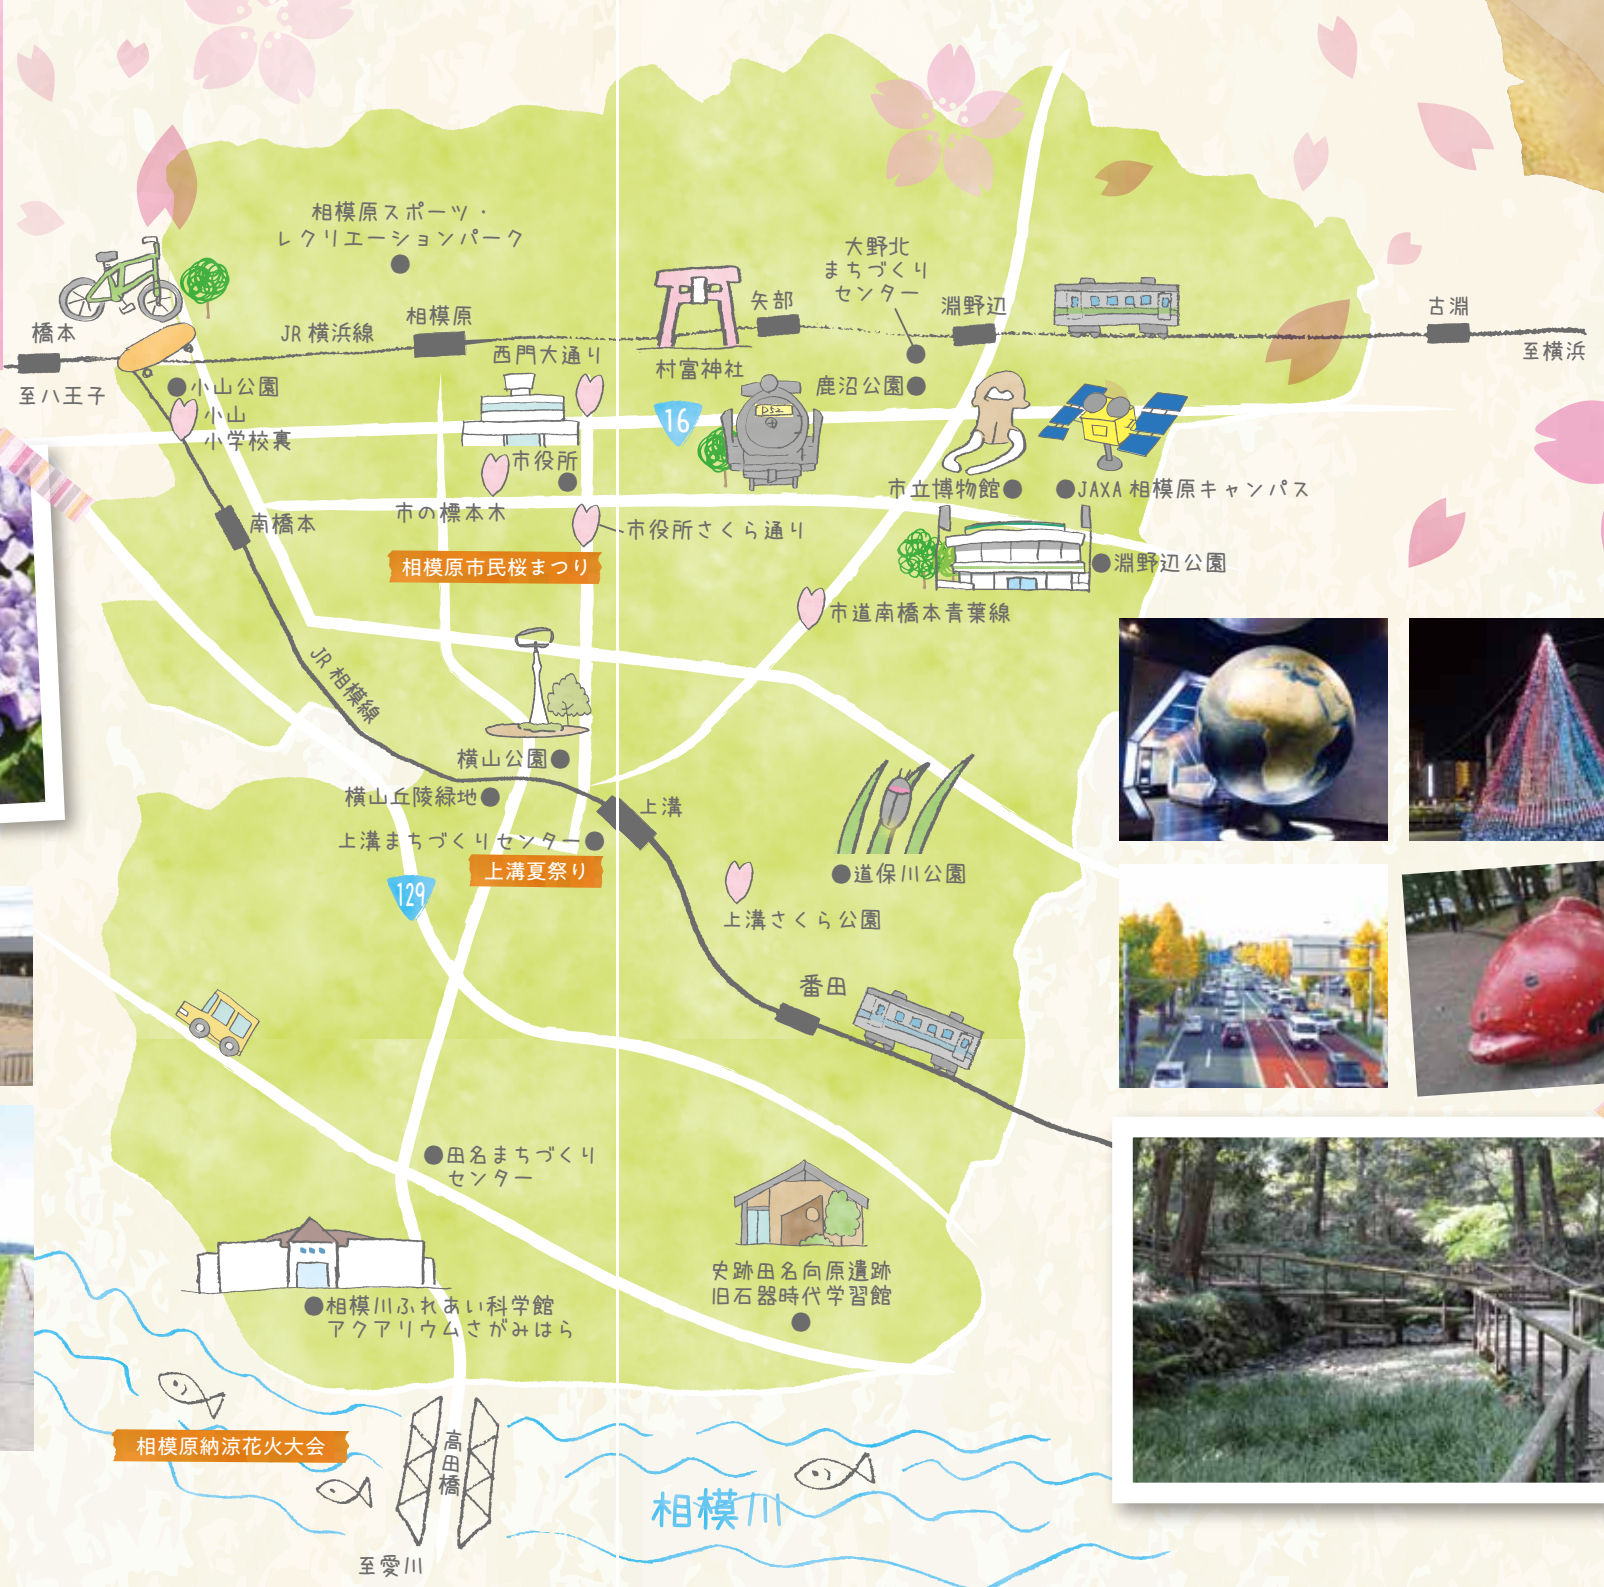 相模原スポーツ・
レクリエーションパーク
大野北
まちづくり
センター
橋本
JR 横浜線
相模原
矢部
淵野辺
古淵
至横浜
至八王子
西門大通り
村富神社
鹿沼公園
小山公園
小山
小学校裏
16
D52
市役所
市の標本木
市役所さくら通り
市立博物館
JAXA 相模原キャンパス
南橋本
相模原市民桜まつり
淵野辺公園
市道南橋本青葉線
JR 相模線
横山公園
横山丘陵緑地
上溝
上溝まちづくりセンター
上溝夏祭り
129
道保川公園
上溝さくら公園
番田
田名まちづくり
センター
史跡田名向原遺跡
旧石器時代学習館
相模川ふれあい科学館
アクアリウムさがみはら
相模原納涼花火大会
高田橋
相模川
至愛川